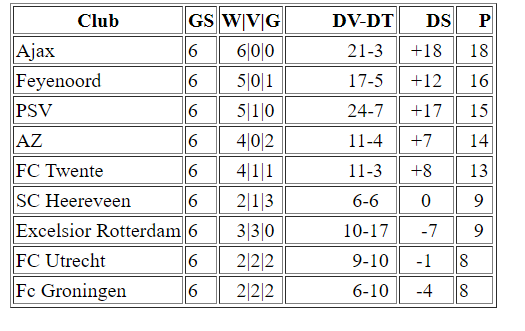 Club GS W|V|G DV-DT DS P
Ajax 6 6|0|0 21-3 +18 18
Feyenoord 6 5|0|1 17-5 +12 16
PSV 6 5|1|0 24-7 +17 15
AZ 6 4|0|2 11-4 +7 14
FC Twente 6 4|1|1 11-3 +8 13
SC Heereveen 6 2|1|3 6-6 0 9
Excelsior Rotterdam 6 3|3|0 10-17 -7 9
FC Utrecht 6 2|2|2 9-10 -1 8
Fc Groningen 6 2|2|2 6-10 -4 8